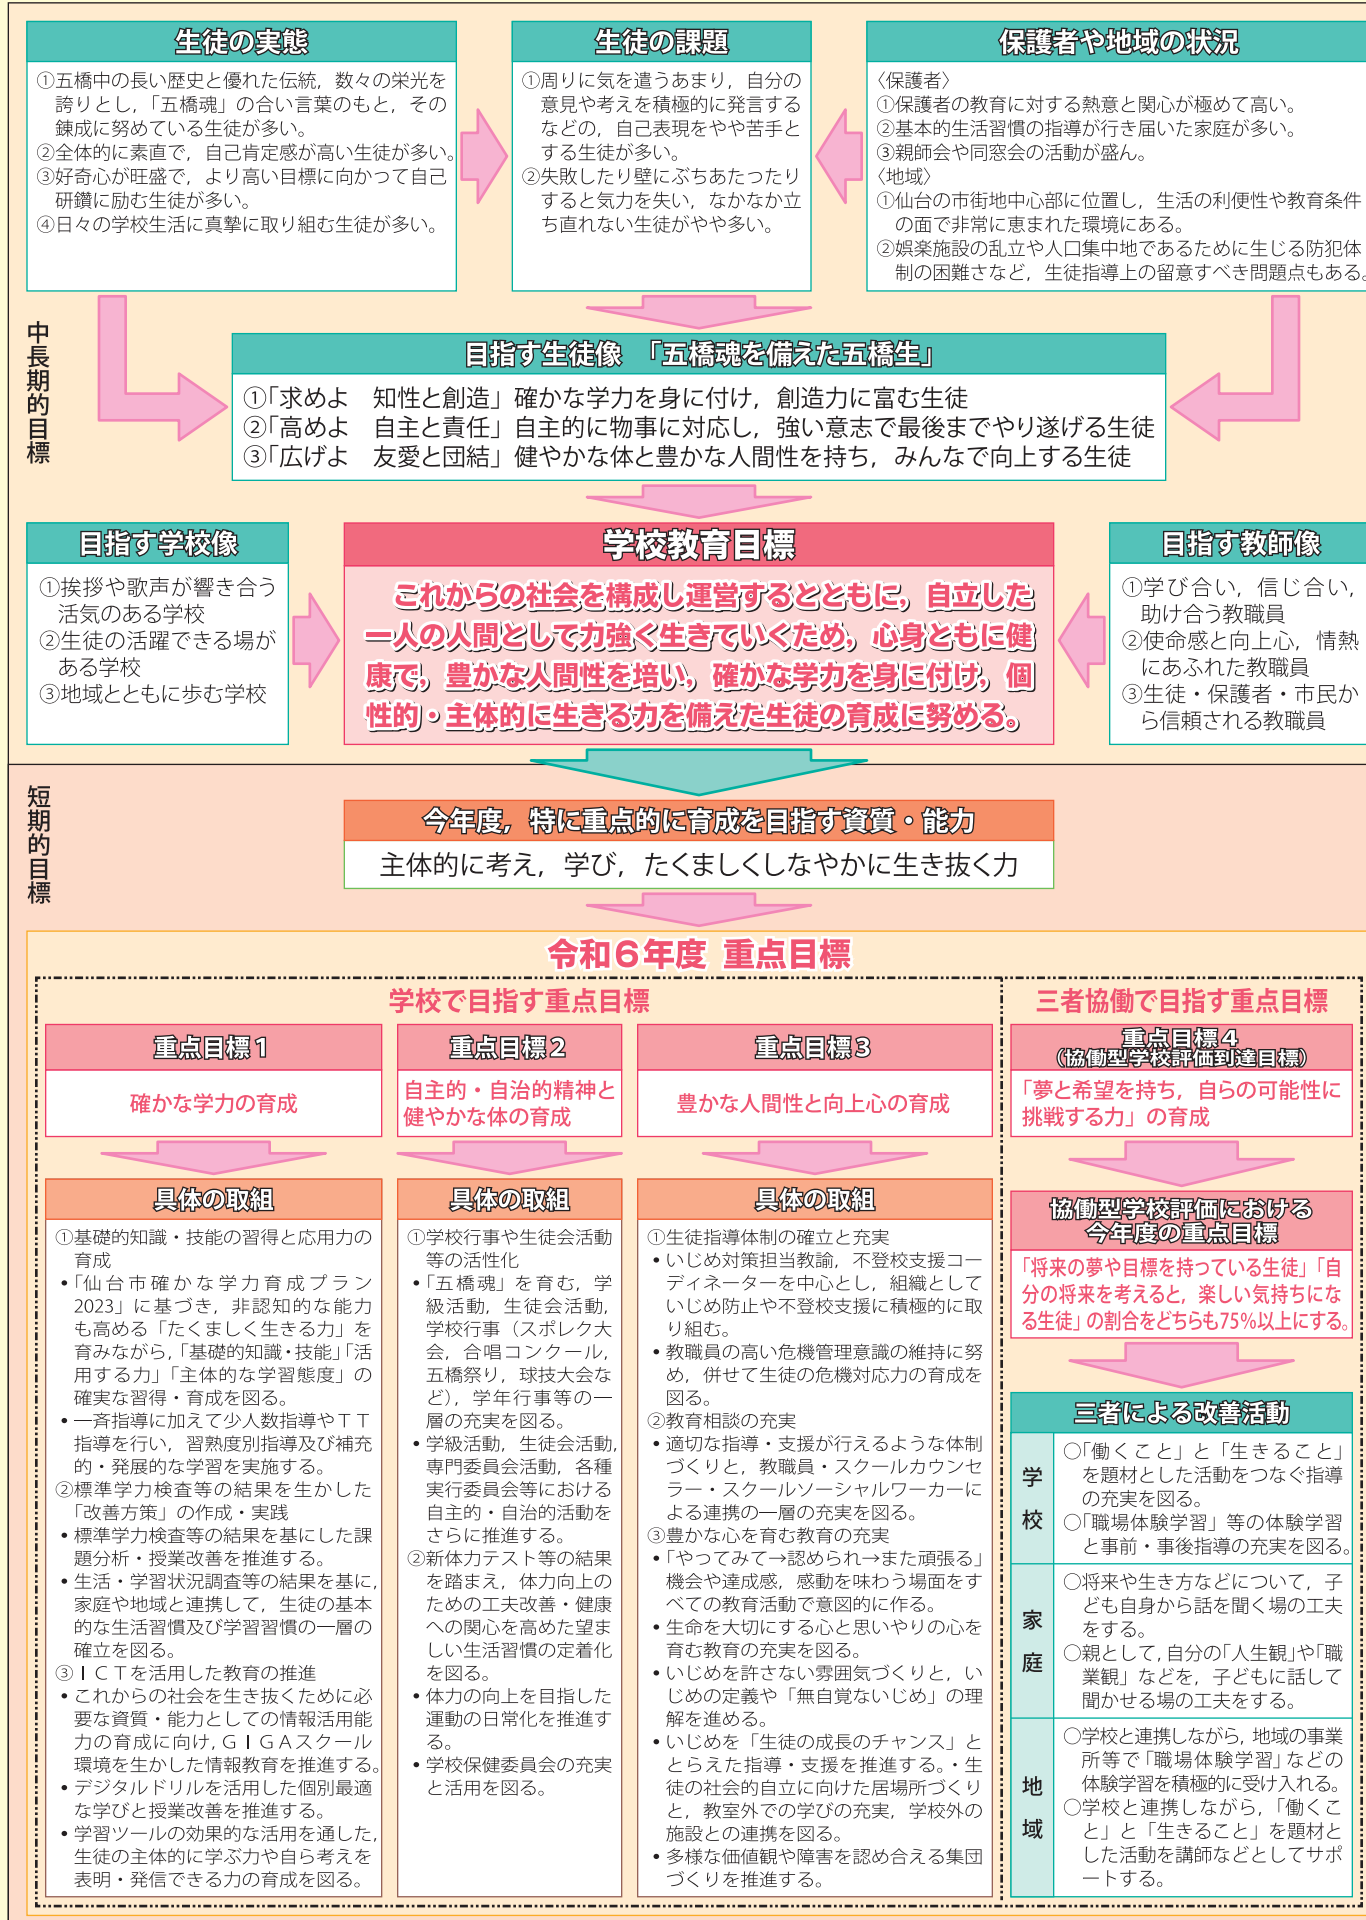 生徒の実態
①五橋中の長い歴史と優れた伝統，数々の栄光を
誇りとし，「五橋魂」の合い言葉のもと，その
錬成に努めている生徒が多い。
②全体的に素直で，自己肯定感が高い生徒が多い。
③好奇心が旺盛で，より高い目標に向かって自己
研鑽に励む生徒が多い。
④日々の学校生活に真摯に取り組む生徒が多い。
生徒の課題
①周りに気を遣うあまり，自分の
意見や考えを積極的に発言する
などの，自己表現をやや苦手と
する生徒が多い。
②失敗したり壁にぶちあたったり
すると気力を失い，なかなか立
ち直れない生徒がやや多い。
保護者や地域の状況
〈保護者〉
①保護者の教育に対する熱意と関心が極めて高い。
②基本的生活習慣の指導が行き届いた家庭が多い。
③親師会や同窓会の活動が盛ん。
〈地域〉
①仙台の市街地中心部に位置し，生活の利便性や教育条件
の面で非常に恵まれた環境にある。
②娯楽施設の乱立や人口集中地であるために生じる防犯体
制の困難さなど，生徒指導上の留意すべき問題点もある。
中長期的目標
目指す生徒像　「五橋魂を備えた五橋生」
①「求めよ　知性と創造」確かな学力を身に付け，創造力に富む生徒
②「高めよ　自主と責任」自主的に物事に対応し，強い意志で最後までやり遂げる生徒
③「広げよ　友愛と団結」健やかな体と豊かな人間性を持ち，みんなで向上する生徒
目指す学校像
①挨拶や歌声が響き合う
活気のある学校
②生徒の活躍できる場が
ある学校
③地域とともに歩む学校
学校教育目標
これからの社会を構成し運営するとともに，自立した
一人の人間として力強く生きていくため，心身ともに健
康で，豊かな人間性を培い，確かな学力を身に付け，個
性的・主体的に生きる力を備えた生徒の育成に努める。
目指す教師像
①学び合い，信じ合い，
助け合う教職員
②使命感と向上心，情熱
にあふれた教職員
③生徒・保護者・市民か
ら信頼される教職員
短期的目標
今年度，特に重点的に育成を目指す資質・能力
主体的に考え，学び，たくましくしなやかに生き抜く力
令和６年度 重点目標
学校で目指す重点目標
重点目標１
確かな学力の育成
具体の取組
①基礎的知識・技能の習得と応用力の
育成
•「仙台市確かな学力育成プラン
2023」に基づき，非認知的な能力
も高める「たくましく生きる力」を
育みながら，「基礎的知識・技能」「活
用する力」「主体的な学習態度」の
確実な習得・育成を図る。
• 一斉指導に加えて少人数指導やＴＴ
指導を行い，習熟度別指導及び補充
的・発展的な学習を実施する。
②標準学力検査等の結果を生かした
「改善方策」の作成・実践
• 標準学力検査等の結果を基にした課
題分析・授業改善を推進する。
• 生活・学習状況調査等の結果を基に，
家庭や地域と連携して，生徒の基本
的な生活習慣及び学習習慣の一層の
確立を図る。
③ＩＣＴを活用した教育の推進
• これからの社会を生き抜くために必
要な資質・能力としての情報活用能
力の育成に向け，ＧＩＧＡスクール
環境を生かした情報教育を推進する。
• デジタルドリルを活用した個別最適
な学びと授業改善を推進する。
• 学習ツールの効果的な活用を通した，
生徒の主体的に学ぶ力や自ら考えを
表明・発信できる力の育成を図る。
重点目標２
自主的・自治的精神と
健やかな体の育成
具体の取組
①学校行事や生徒会活動
等の活性化
•「五橋魂」を育む，学
級活動，生徒会活動，
学校行事（スポレク大
会，合唱コンクール，
五橋祭り，球技大会な
ど），学年行事等の一
層の充実を図る。
• 学級活動，生徒会活動，
専門委員会活動，各種
実行委員会等における
自主的・自治的活動を
さらに推進する。
②新体力テスト等の結果
を踏まえ，体力向上の
ための工夫改善・健康
への関心を高めた望ま
しい生活習慣の定着化
を図る。
• 体力の向上を目指した
運動の日常化を推進す
る。
• 学校保健委員会の充実
と活用を図る。
重点目標３
豊かな人間性と向上心の育成
具体の取組
①生徒指導体制の確立と充実
• いじめ対策担当教諭，不登校支援コー
ディネーターを中心とし，組織として
いじめ防止や不登校支援に積極的に取
り組む。
• 教職員の高い危機管理意識の維持に努
め，併せて生徒の危機対応力の育成を
図る。
②教育相談の充実
• 適切な指導・支援が行えるような体制
づくりと，教職員・スクールカウンセ
ラー・スクールソーシャルワーカーに
よる連携の一層の充実を図る。
③豊かな心を育む教育の充実
•「やってみて→認められ→また頑張る」
機会や達成感，感動を味わう場面をす
べての教育活動で意図的に作る。
• 生命を大切にする心と思いやりの心を
育む教育の充実を図る。
• いじめを許さない雰囲気づくりと，い
じめの定義や「無自覚ないじめ」の理
解を進める。
• いじめを「生徒の成長のチャンス」と
とらえた指導・支援を推進する。・生
徒の社会的自立に向けた居場所づくり
と，教室外での学びの充実，学校外の
施設との連携を図る。
• 多様な価値観や障害を認め合える集団
づくりを推進する。
三者協働で目指す重点目標
重点目標４
（協働型学校評価到達目標）
「夢と希望を持ち，自らの可能性に
挑戦する力」の育成
協働型学校評価における
今年度の重点目標
「将来の夢や目標を持っている生徒」「自
分の将来を考えると，楽しい気持ちにな
る生徒」の割合をどちらも75％以上にする。
三者による改善活動
学校
○「働くこと」と「生きること」
を題材とした活動をつなぐ指導
の充実を図る。
○「職場体験学習」等の体験学習
と事前・事後指導の充実を図る。
家庭
○将来や生き方などについて，子
ども自身から話を聞く場の工夫
をする。
○親として，自分の「人生観」や「職
業観」などを，子どもに話して
聞かせる場の工夫をする。
地域
○学校と連携しながら，地域の事業
所等で「職場体験学習」などの
体験学習を積極的に受け入れる。
○学校と連携しながら，「働くこ
と」と「生きること」を題材と
した活動を講師などとしてサポ
ートする。